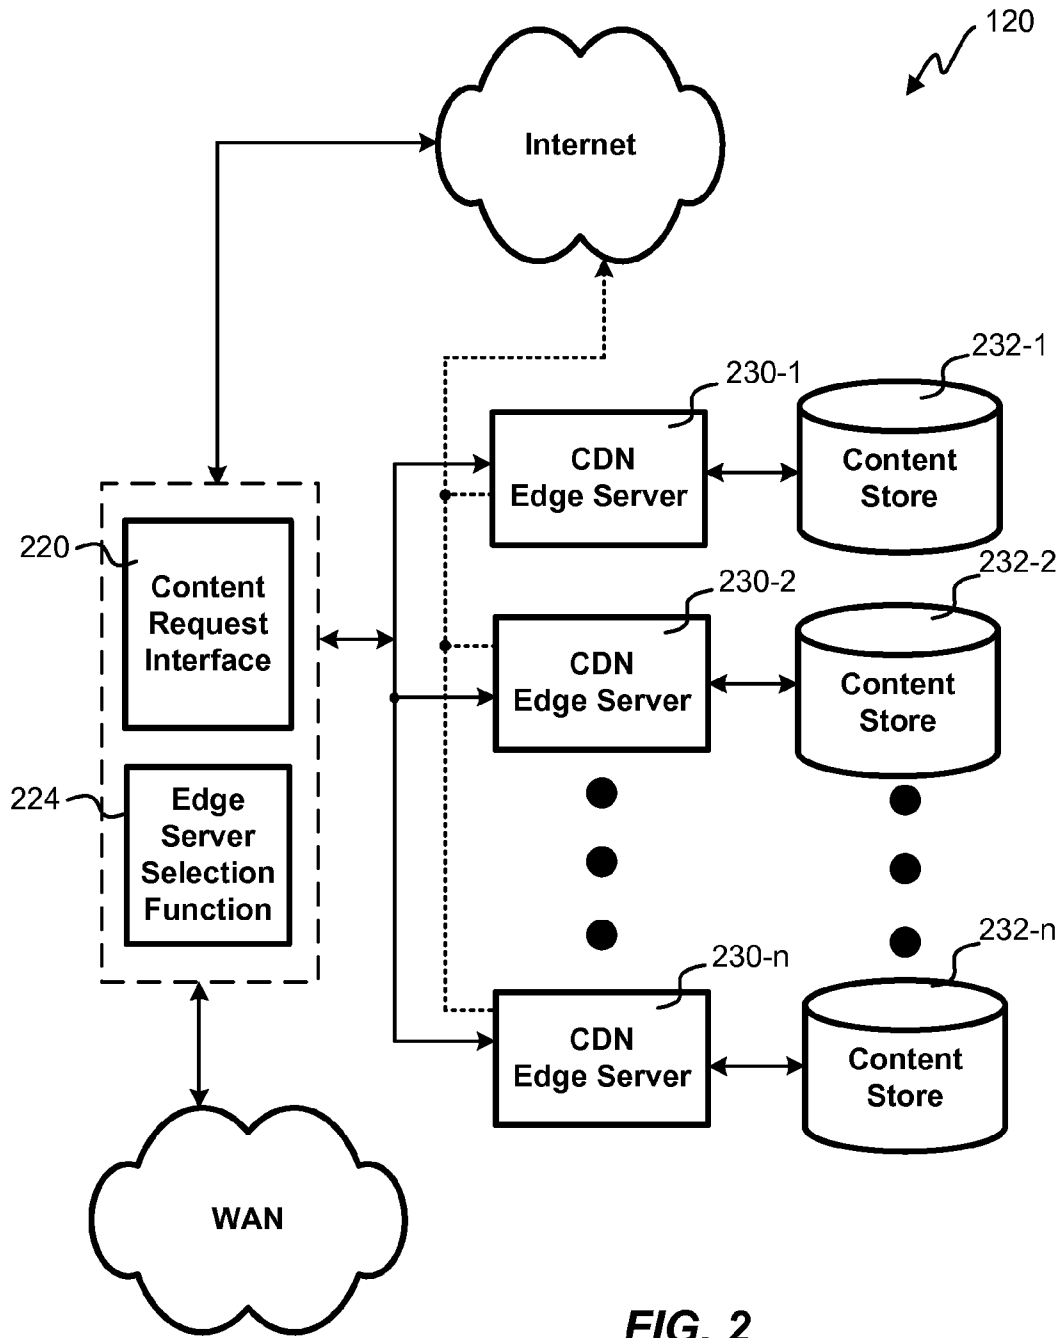 120
Internet
232-1
230-1
CDN
Edge Server
Content
Store
220
Content
Request
Interface
232-2
230-2
CDN
Edge Server
Content
Store
224
Edge
Server
Selection
Function
232-n
230-n
CDN
Edge Server
Content
Store
WAN
FIG. 2